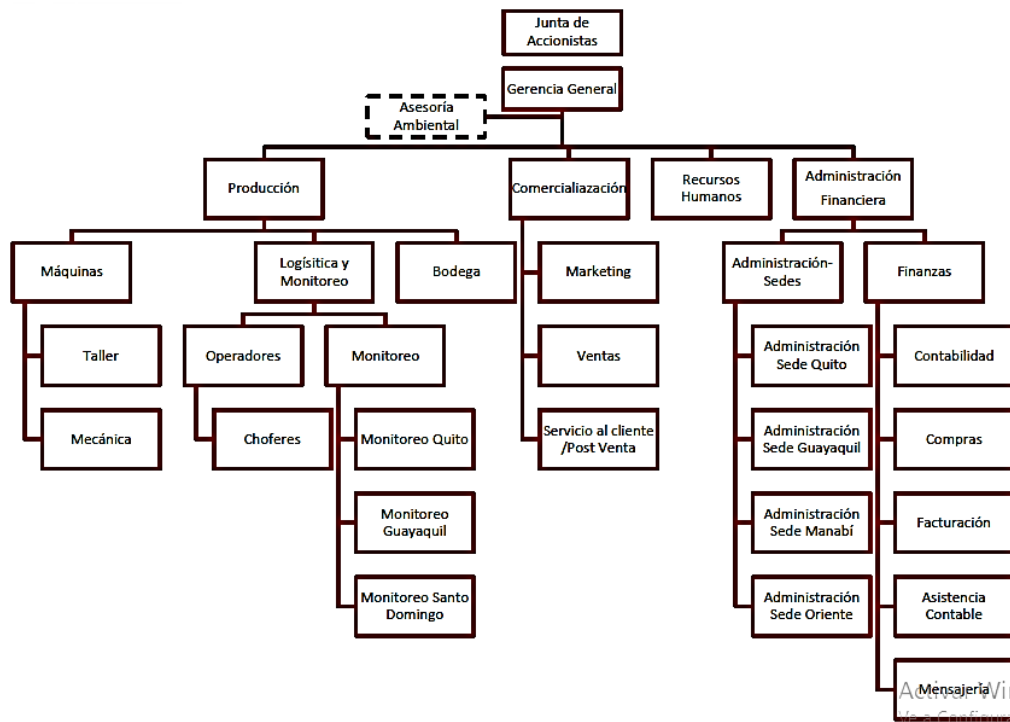 Junta de
Accionistas
Gerencia General
Asesoría
Ambiental
Producción
Comercialiazación
Recursos
Humanos
Administración
Financiera
Máquinas
Logísitica y
Monitoreo
Bodega
Marketing
Administración-
Sedes
Finanzas
Taller
Operadores
Monitoreo
Ventas
Administración
Sede Quito
Contabilidad
Mecánica
Choferes
Monitoreo Quito
Servicio al cliente
/Post Venta
Administración
Sede Guayaquil
Compras
Monitoreo
Guayaquil
Administración
Sede Manabí
Facturación
Monitoreo Santo
Domingo
Administración
Sede Oriente
Asistencia
Contable
Mensajería
Activar Wi